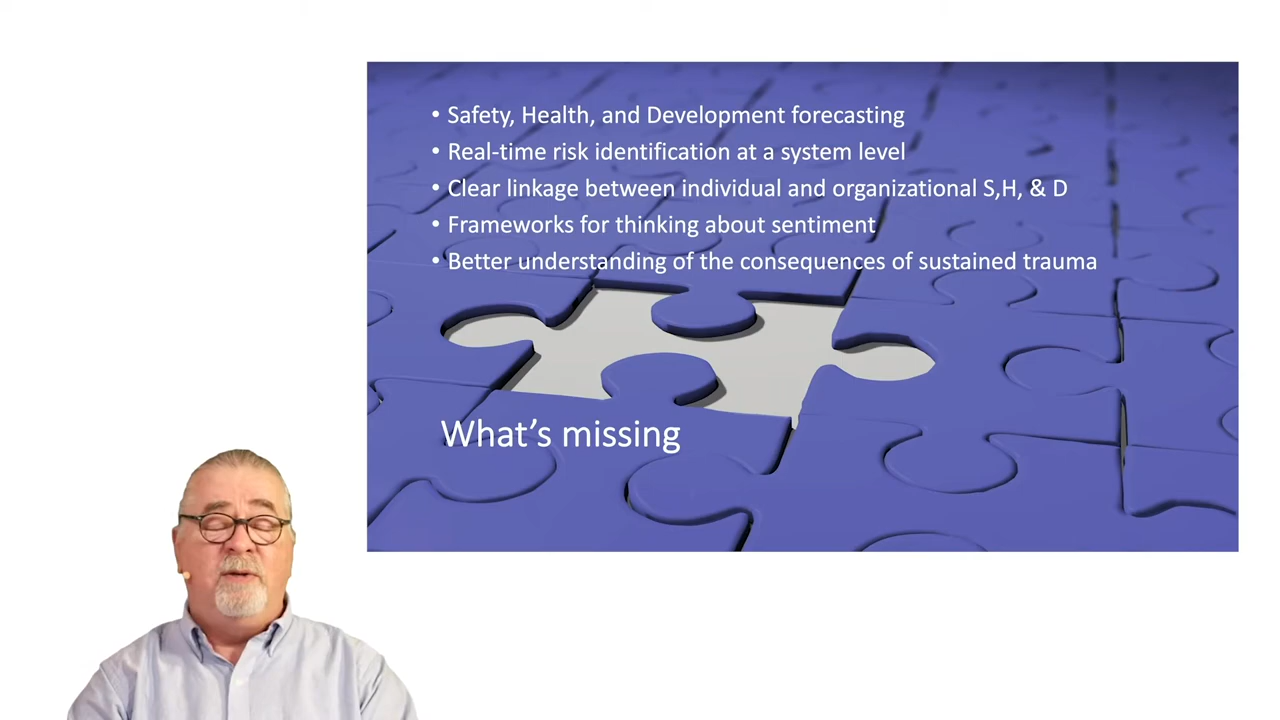 • Safety, Health, and Development forecasting
• Real-time risk identification at a system level
• Clear linkage between individual and organizational S,H, & D
• Frameworks for thinking about sentiment
• Better understanding of the consequences of sustained trauma
What's missing